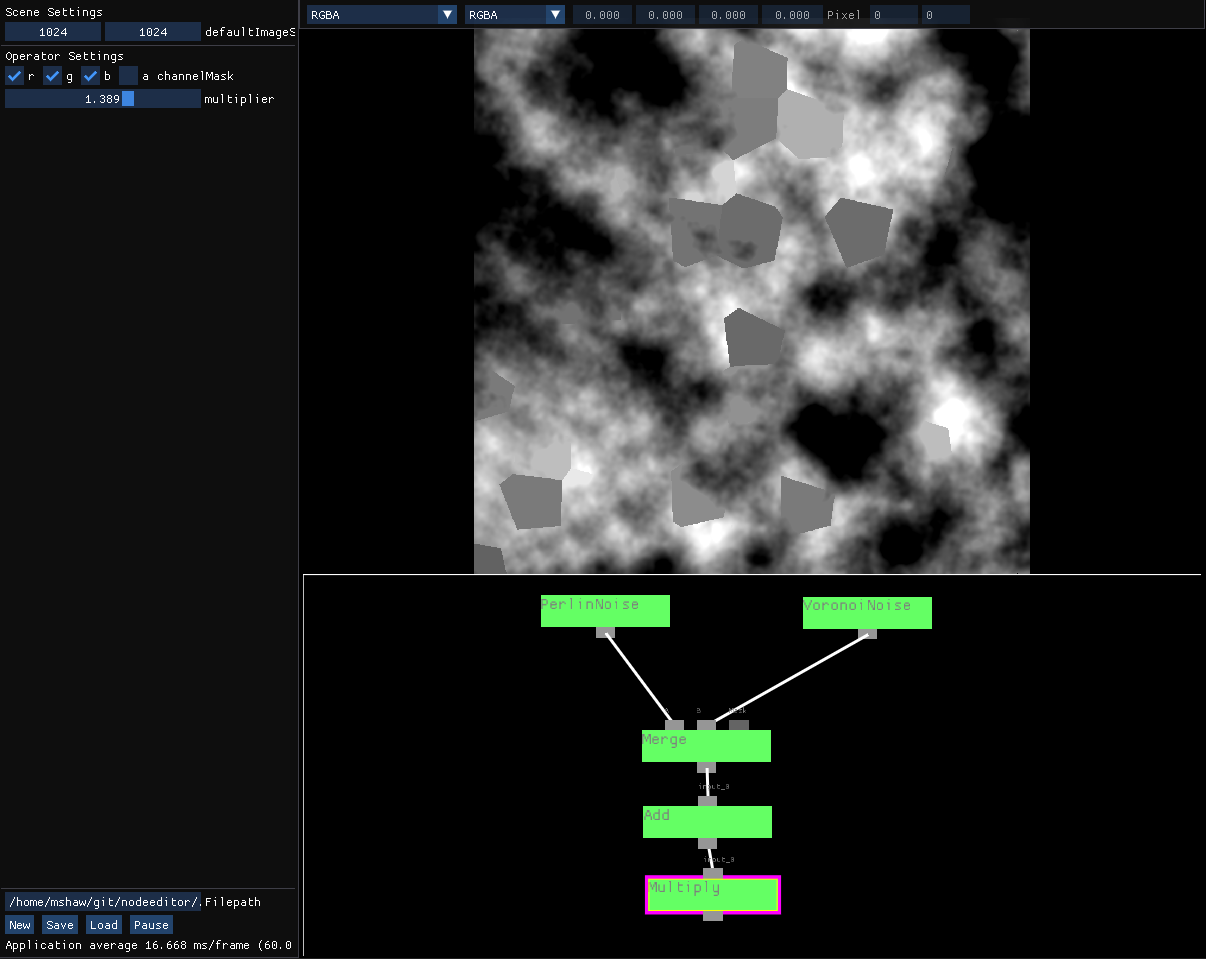 Scene Settings
1024 1024 defaultImageS
Operator Settings
r g b a channelMask
1.389 multiplier
RGBA RGBA 0.000 0.000 0.000 0.000 Pixel 0 0
PerlinNoise
VoronoiNoise
B
Merge
input_0
Add
input_0
Multiply
/home/mshaw/git/nodeeditor/. Filepath
New Save Load Pause
Application average 16.668 ms/frame (60.0